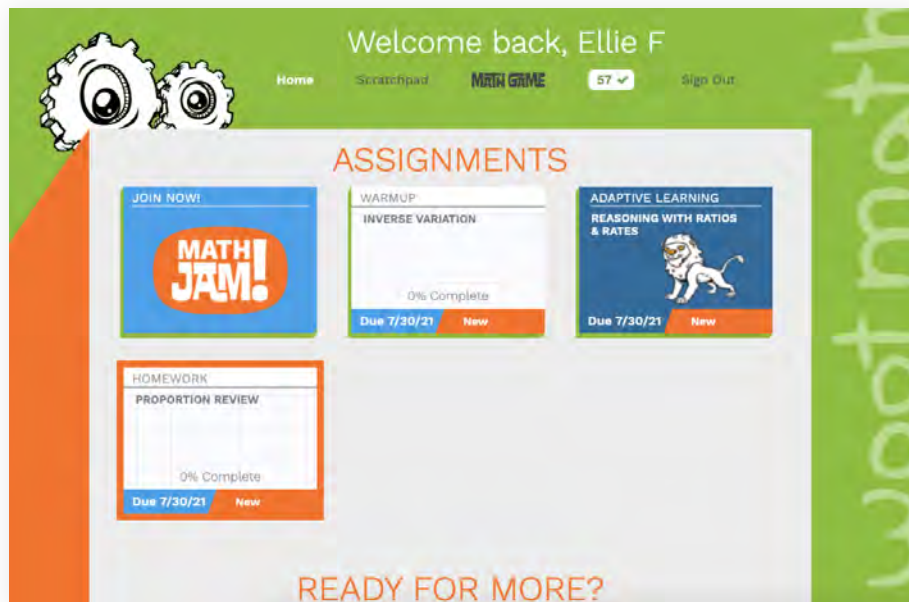 Welcome back, Ellie F
Home Scratchpad MATH GAME 57 Sign Out
woot math
ASSIGNMENTS
JOIN NOW!
MATH
JAM!
WARMUP
INVERSE VARIATION
0% Complete
Due 7/30/21 New
ADAPTIVE LEARNING
REASONING WITH RATIOS
& RATES
Due 7/30/21 New
HOMEWORK
PROPORTION REVIEW
0% Complete
Due 7/30/21 New
READY FOR MORE?